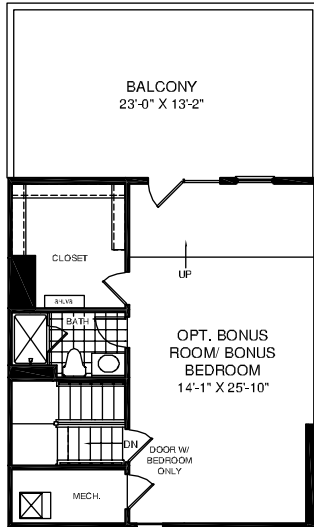 BALCONY
23'-0" X 13'-2"
CLOSET
UP
BATH
OPT. BONUS
ROOM/ BONUS
BEDROOM
14'-1" X 25'-10"
DN
DOOR W/
BEDROOM
ONLY
MECH.